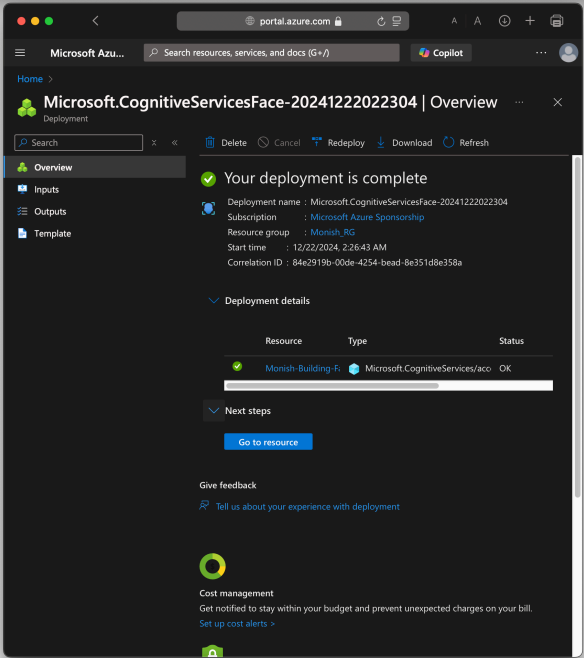 portal.azure.com
A A
Microsoft Azu...
Search resources, services, and docs (G+/)
Copilot
...
Home >
Microsoft.CognitiveServicesFace-20241222022304 | Overview ...
Deployment
Search
Delete Cancel Redeploy Download Refresh
Overview
Inputs
Outputs
Template
Your deployment is complete
Deployment name : Microsoft.CognitiveServicesFace-20241222022304
Subscription : Microsoft Azure Sponsorship
Resource group : Monish_RG
Start time : 12/22/2024, 2:26:43 AM
Correlation ID : 84e2919b-00de-4254-bead-8e351d8e358a
Deployment details
Resource Type Status
Monish-Building-Fa Microsoft.CognitiveServices/acco OK
Next steps
Go to resource
Give feedback
Tell us about your experience with deployment
Cost management
Get notified to stay within your budget and prevent unexpected charges on your bill.
Set up cost alerts >